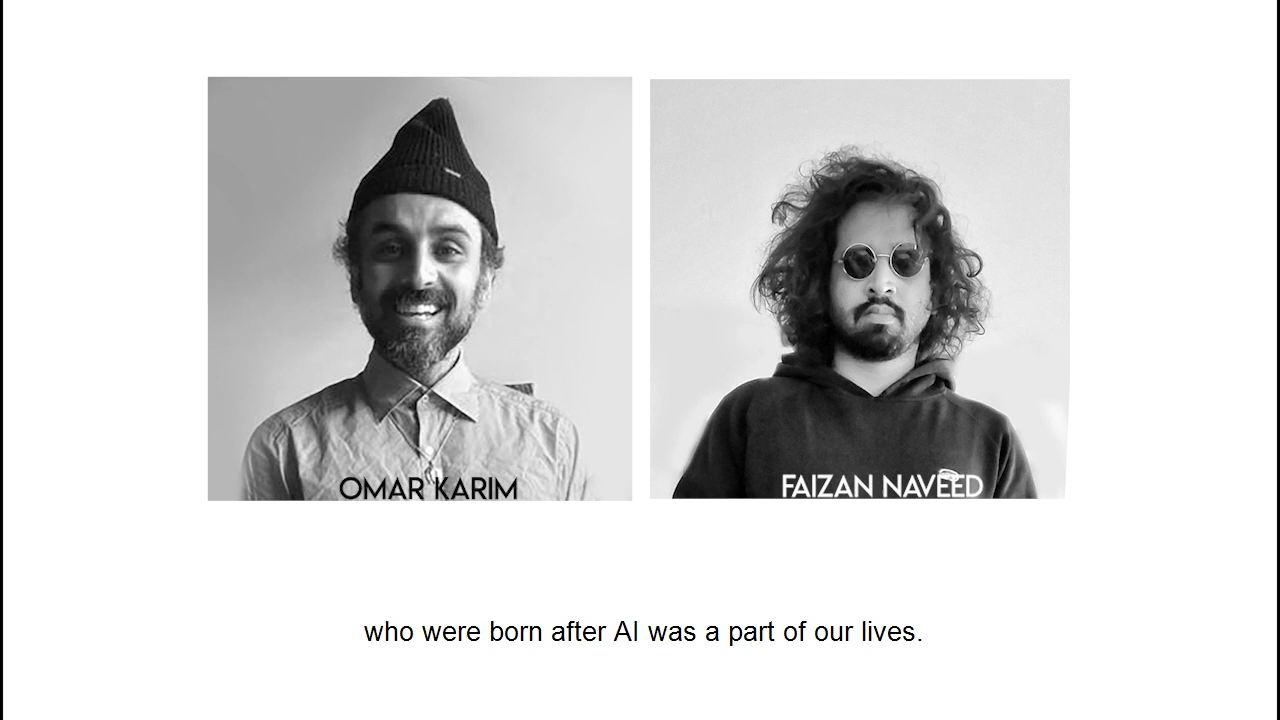 OMAR KARIM
FAIZAN NAVEED
who were born after AI was a part of our lives.